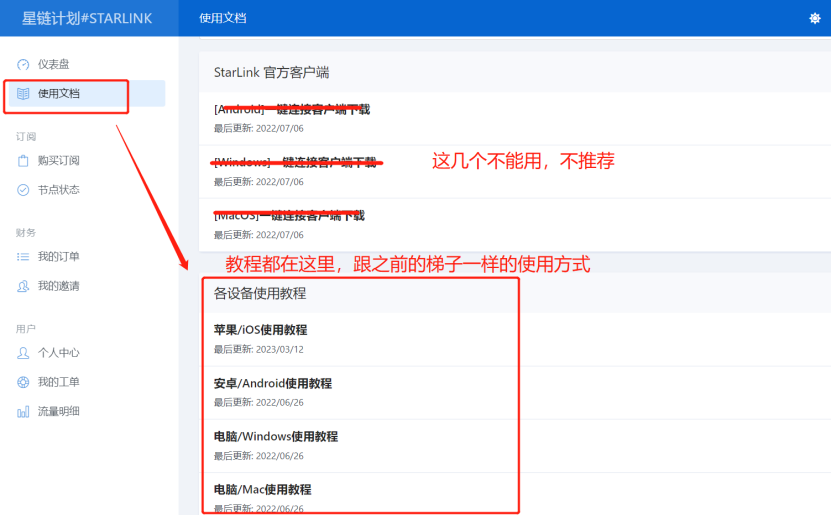 星链计划#STARLINK
使用文档
仪表盘
使用文档
订阅
购买订阅
节点状态
财务
我的订单
我的邀请
用户
个人中心
我的工单
流量明细
StarLink 官方客户端
[Android]一键连接客户端下载
最后更新: 2022/07/06
[Windows]一键连接客户端下载
最后更新: 2022/07/06
这几个不能用，不推荐
[MacOS]一键连接客户端下载
最后更新: 2022/07/06
教程都在这里，跟之前的梯子一样的使用方式
各设备使用教程
苹果/iOS使用教程
最后更新: 2023/03/12
安卓/Android使用教程
最后更新: 2022/06/26
电脑/Windows使用教程
最后更新: 2022/06/26
电脑/Mac使用教程
最后更新: 2022/06/26